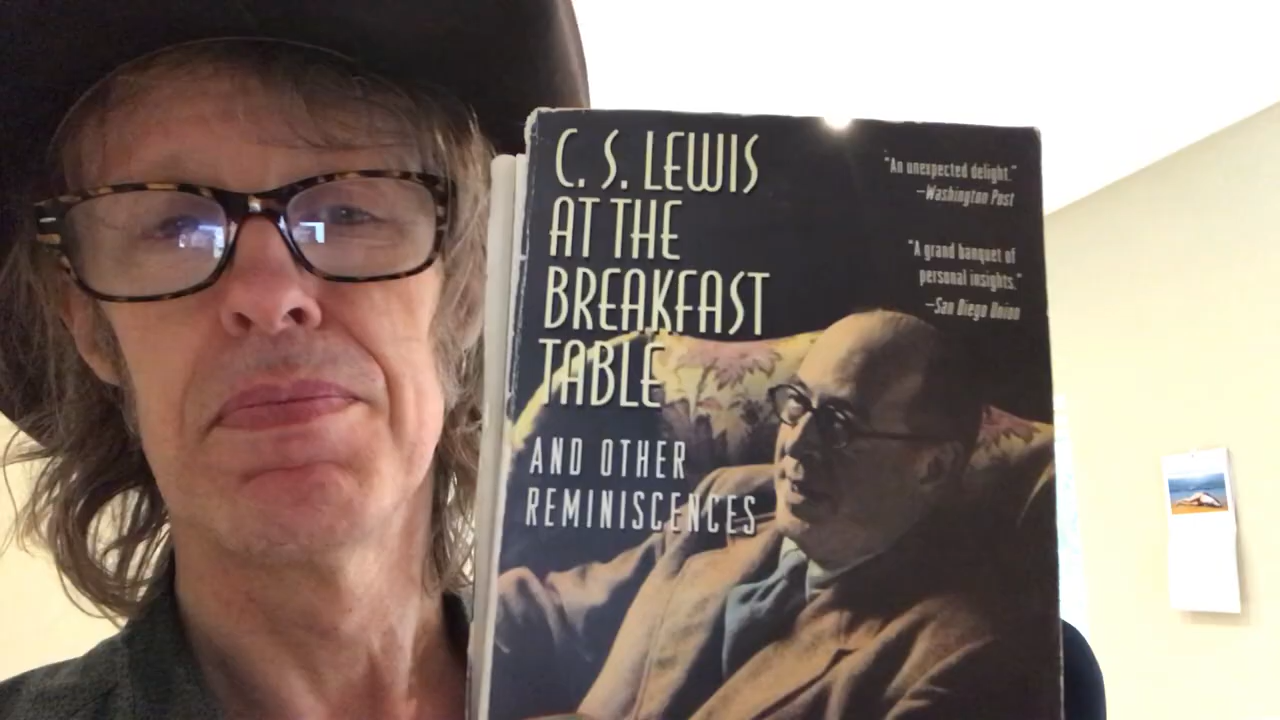 C. S. LEWIS
AT THE
BREAKFAST
TABLE
AND OTHER
REMINISCENCES
"An unexpected delight."
—Washington Post
"A grand banquet of
personal insights."
—San Diego Union